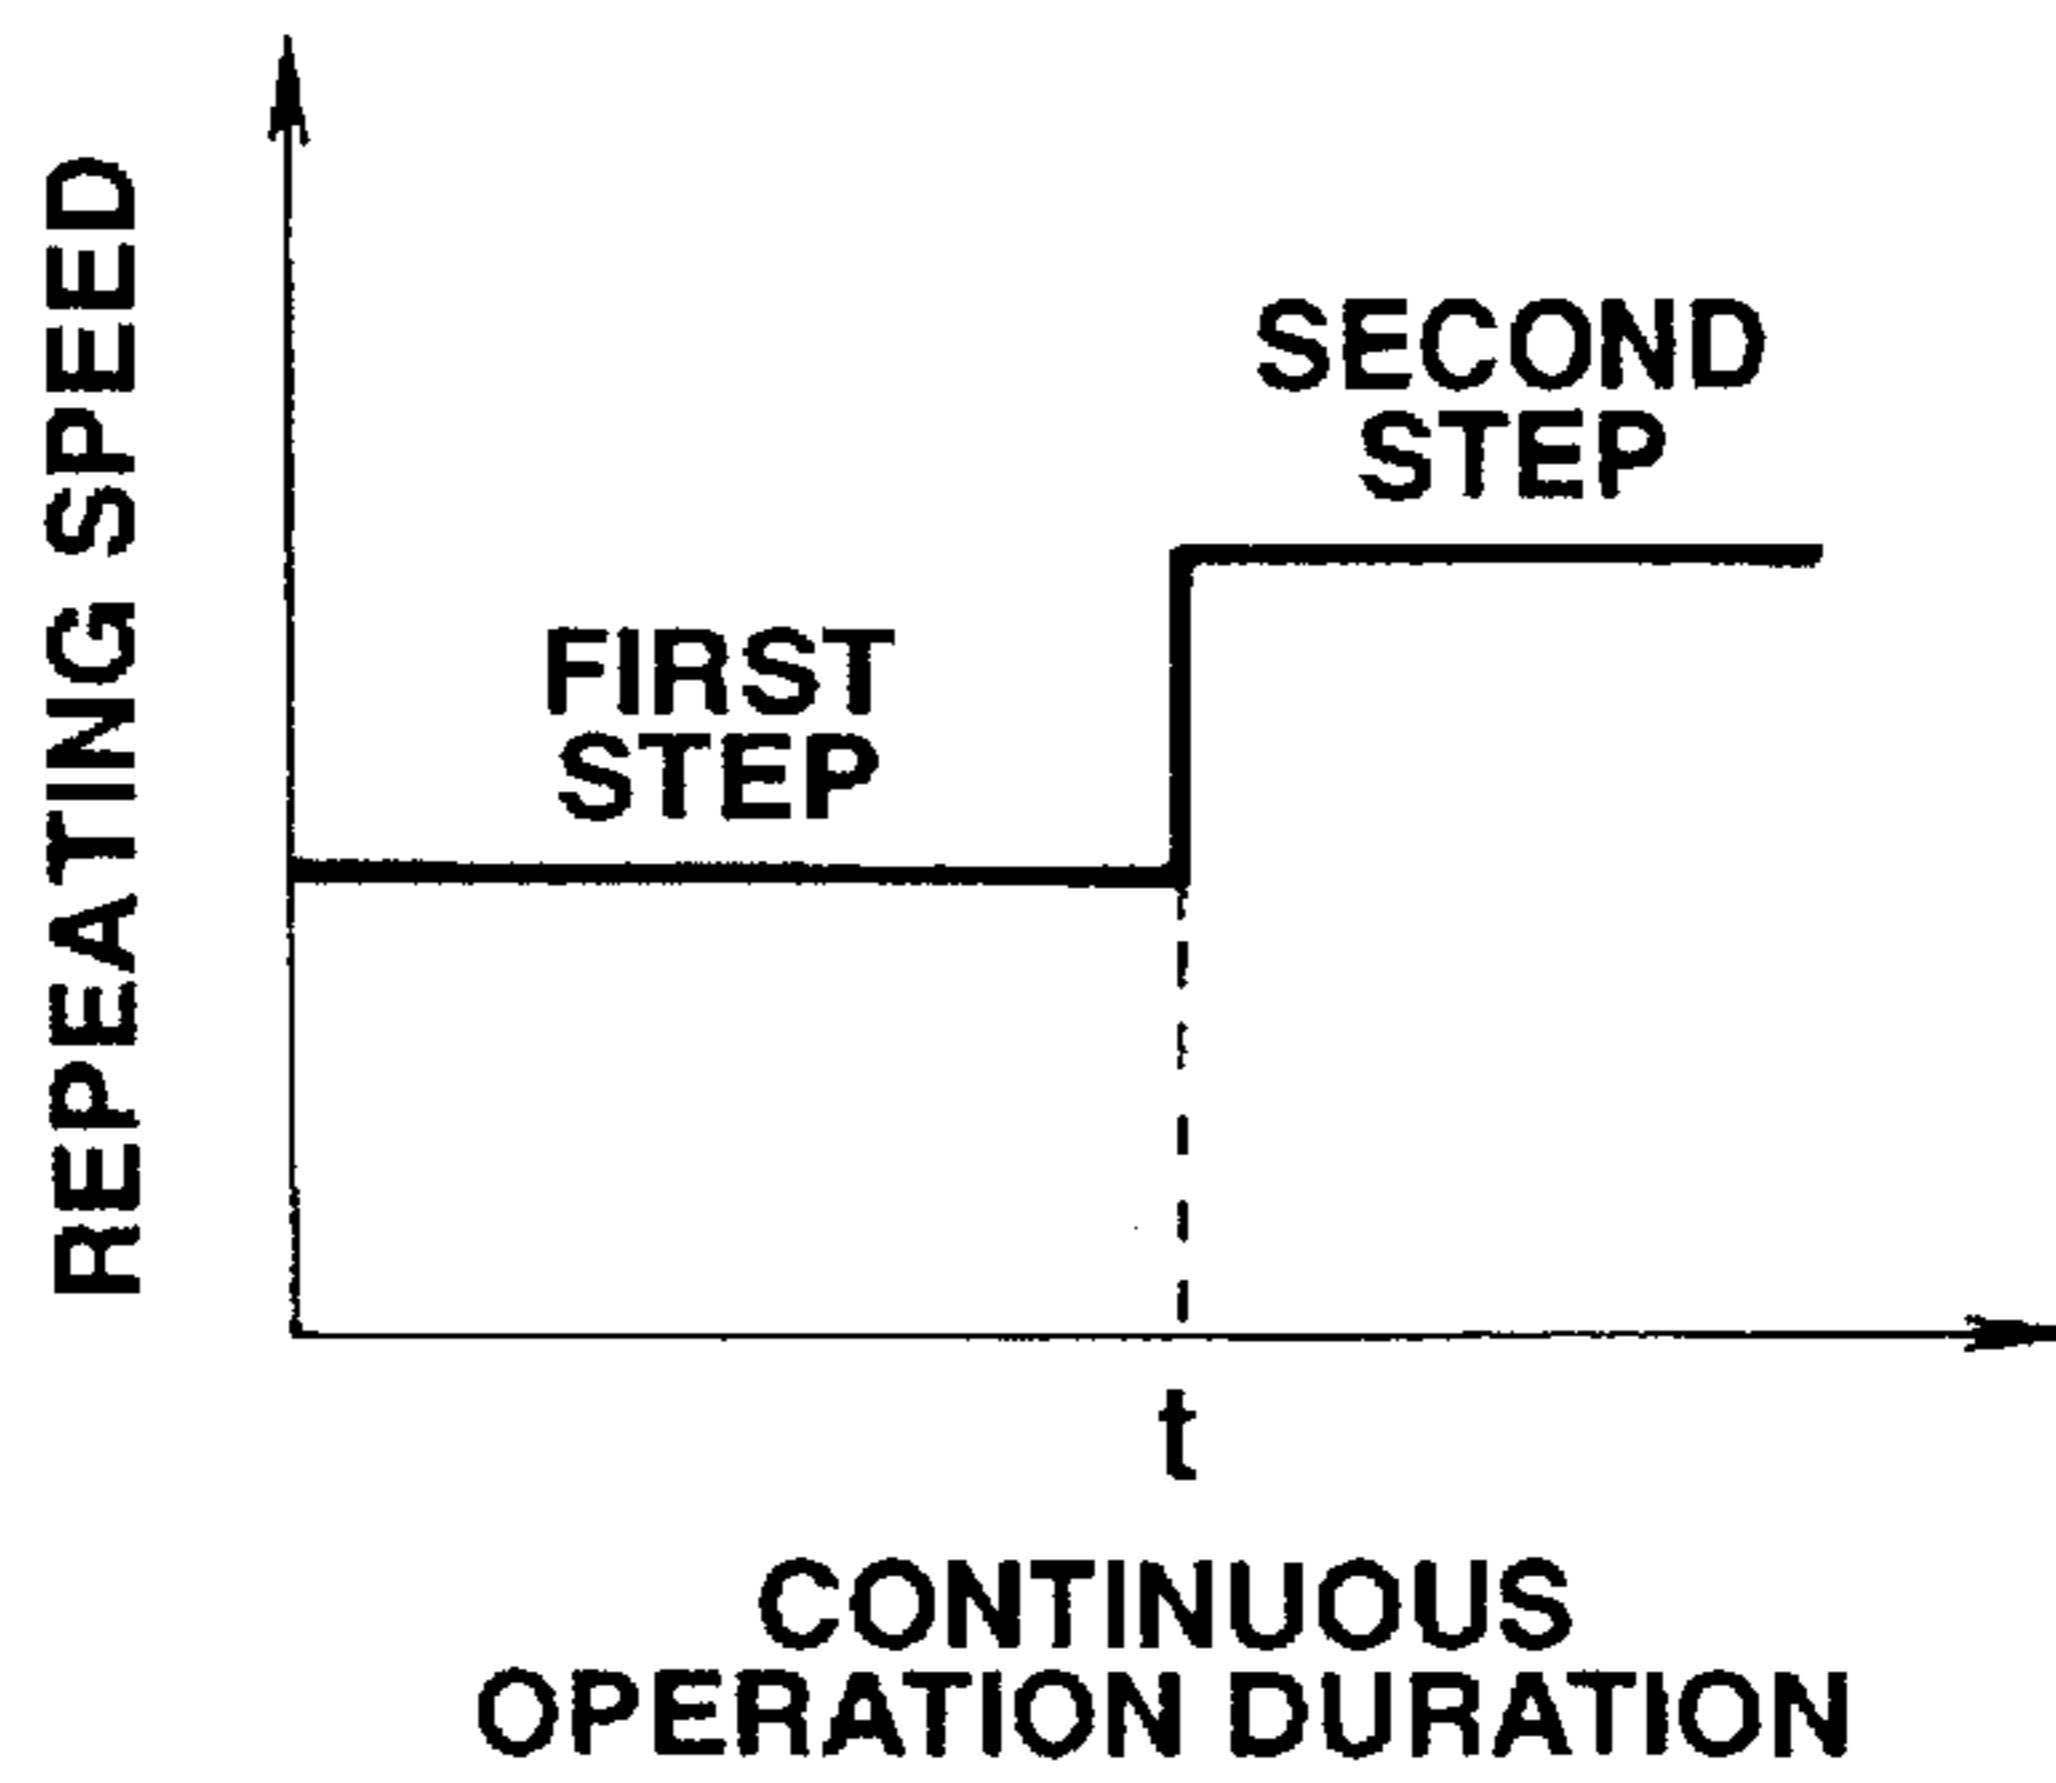 REPEATING SPEED
SECOND
STEP
FIRST
STEP
t
CONTINUOUS
OPERATION DURATION